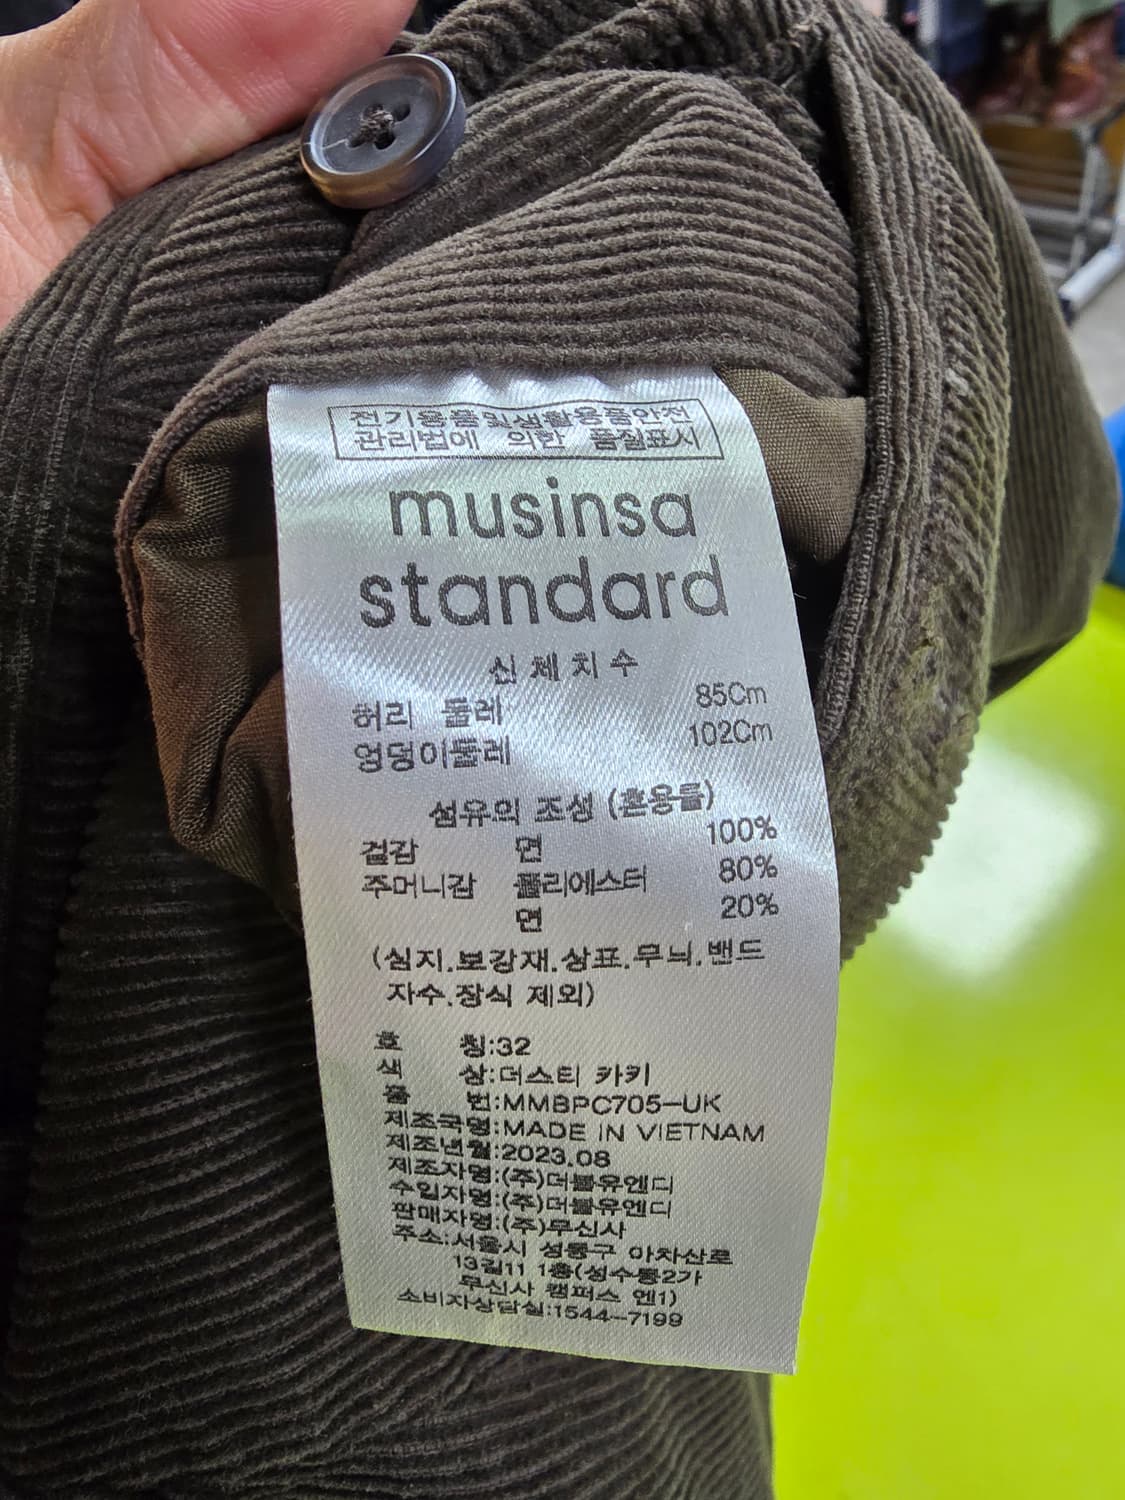 전기용품및생활용품안전
관리법에 의한 품질표시
musinsa
standard
신체치수
허리 둘레 85Cm
엉덩이둘레 102Cm
섬유의 조성 (혼용률)
겉감 면 100%
주머니감 폴리에스터 80%
면 20%
(심지.보강재.상표.무늬.밴드
자수.장식 제외)
호 칭:32
색 상:더스티 카키
품 번:MMBPC705-UK
제조국명:MADE IN VIETNAM
제조년월:2023.08
제조자명:(주)더블유엔디
수입자명:(주)더블유엔디
판매자명:(주)무신사
주소:서울시 성동구 아차산로
13길11 1층(성수동2가
무신사 캠퍼스 엔1)
소비자상담실:1544-7199